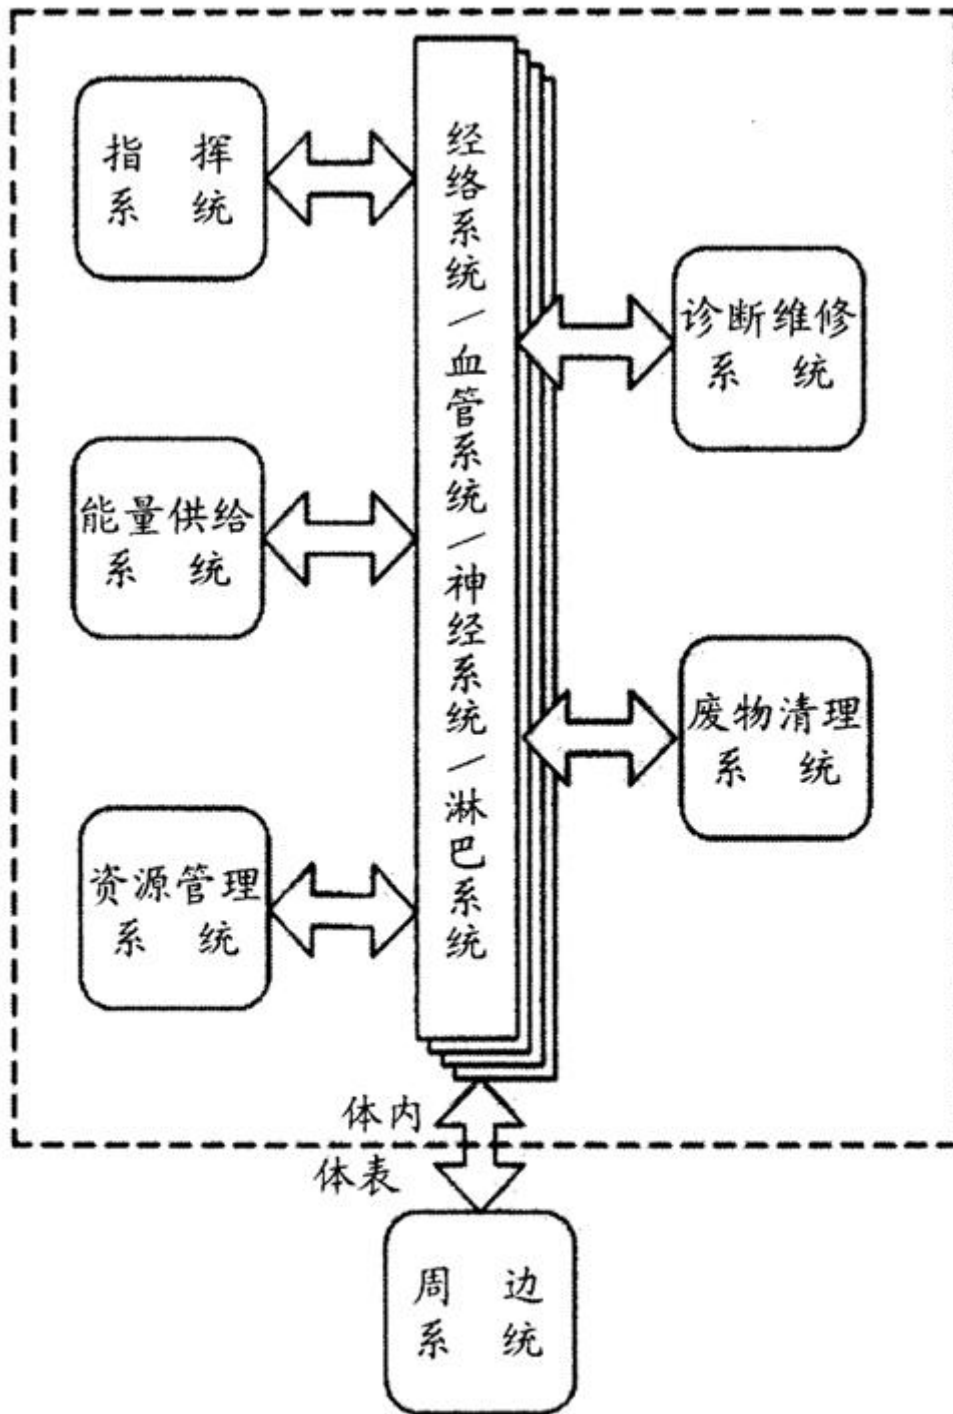 指 挥
系 统
能量供给
系 统
资源管理
系 统
经络系统/血管系统/神经系统/淋巴系统
诊断维修
系 统
废物清理
系 统
体内
体表
周 边
系 统